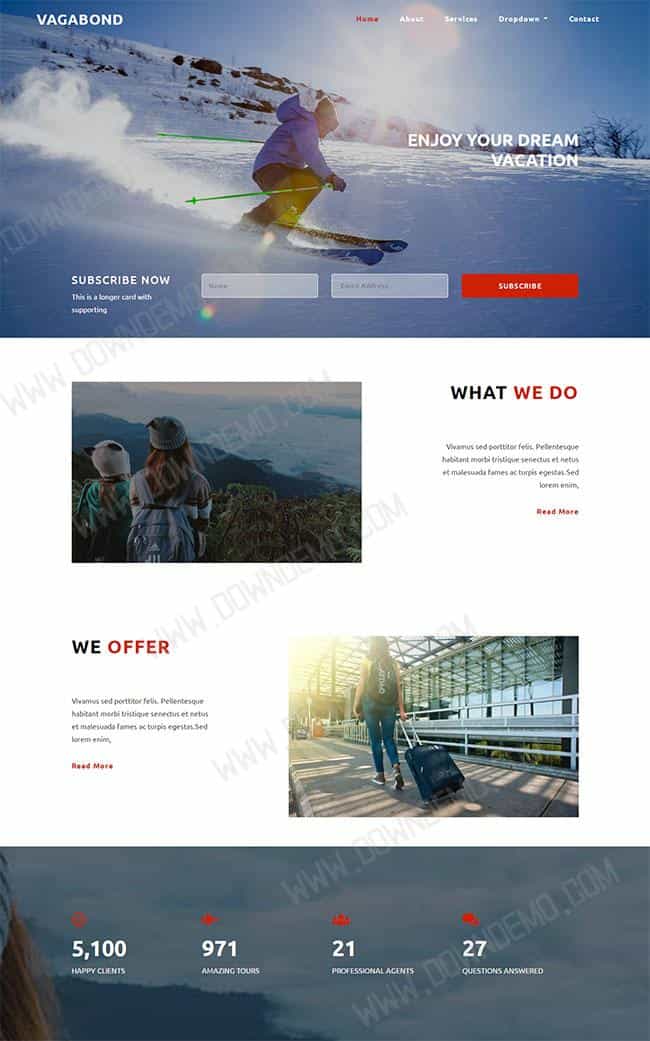 VAGABOND
Home
About
Services
Dropdown
Contact
ENJOY YOUR DREAM
VACATION
SUBSCRIBE NOW
This is a longer card with
supporting
Name
Email Address
SUBSCRIBE
WHAT WE DO
Vivamus sed porttitor felis. Pellentesque
habitant morbi tristique senectus et netus
et malesuada fames ac turpis egestas.Sed
lorem enim,
Read More
WE OFFER
Vivamus sed porttitor felis. Pellentesque
habitant morbi tristique senectus et netus
et malesuada fames ac turpis egestas.Sed
lorem enim,
Read More
5,100
HAPPY CLIENTS
971
AMAZING TOURS
21
PROFESSIONAL AGENTS
27
QUESTIONS ANSWERED
WWW.DOWNDEMO.COM